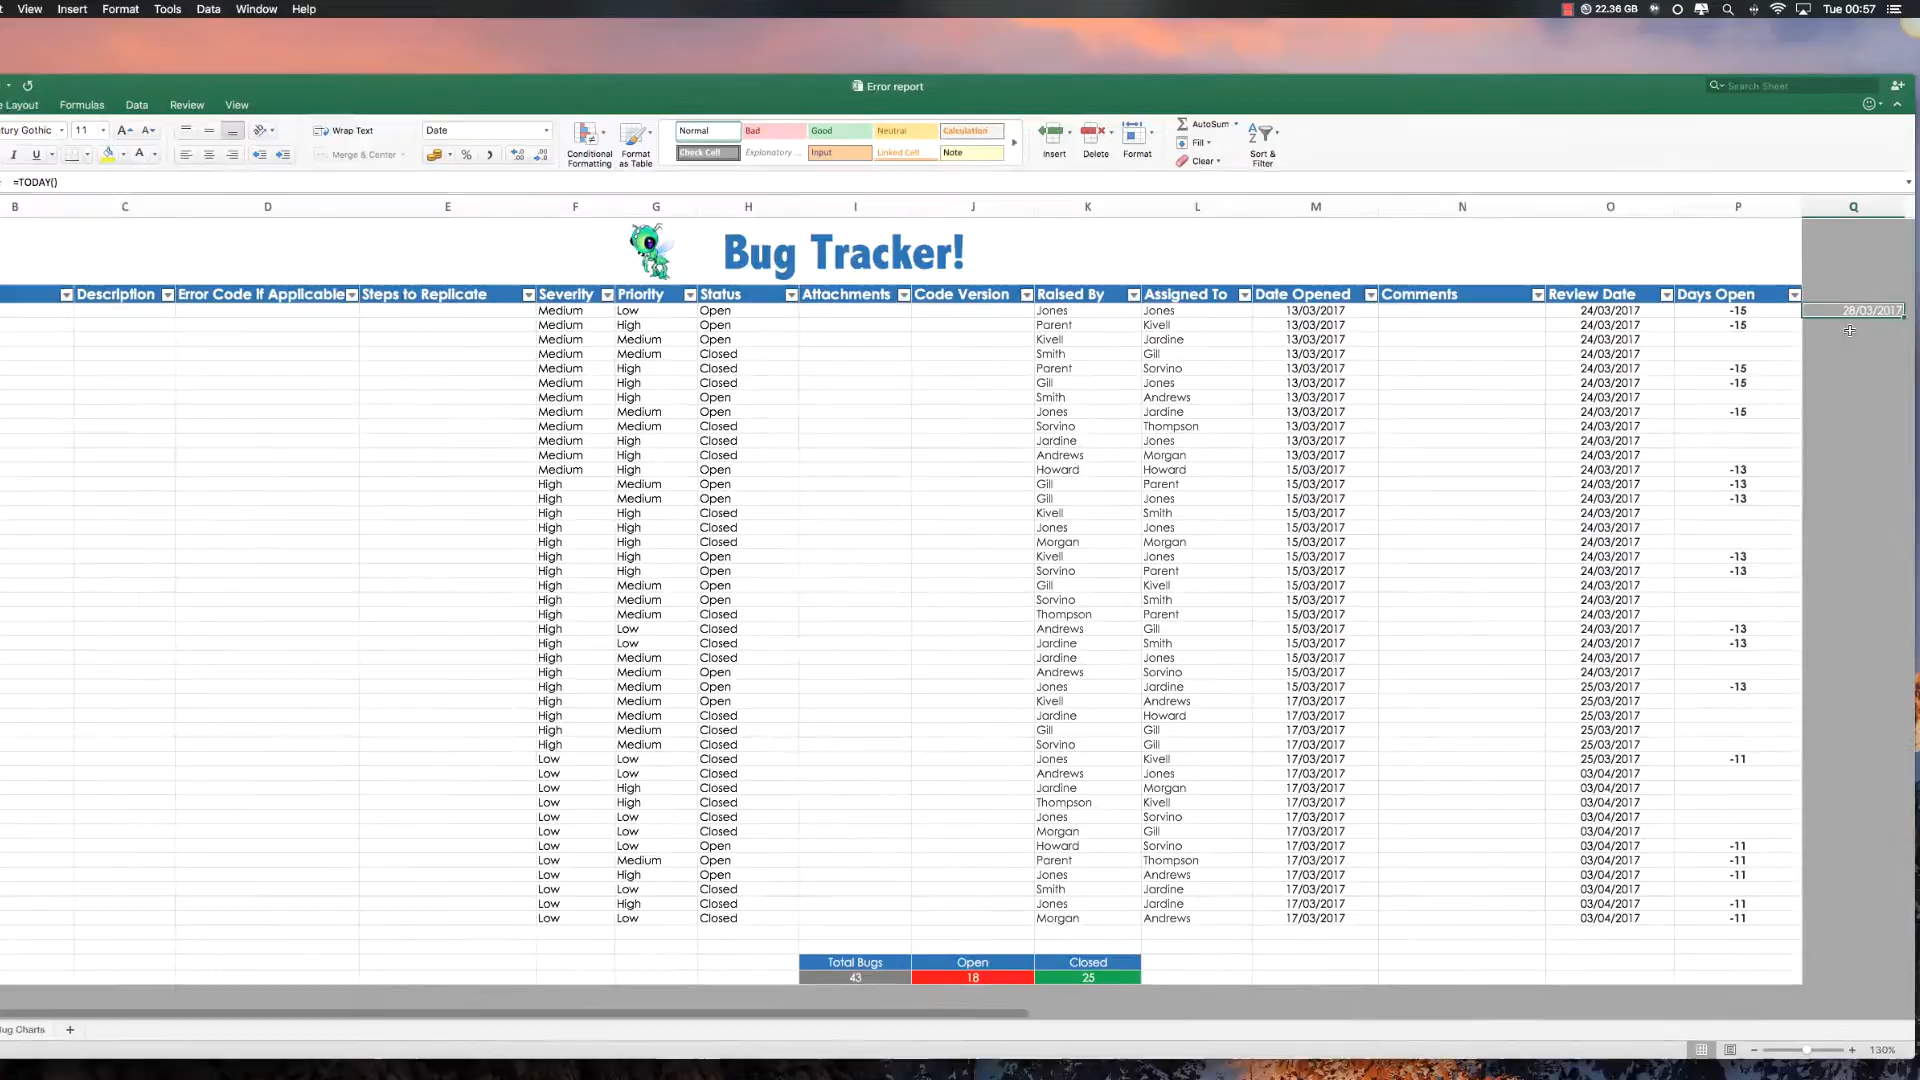 View Insert Format Tools Data Window Help 22.36 GB 9+ Tue 00:57
Error report Search Sheet
Layout Formulas Data Review View
tury Gothic 11 A A Wrap Text Date Normal Bad Good Neutral Calculation AutoSum
I U A Merge & Center % Conditional Formatting Format as Table Check Cell Explanatory ... Input Linked Cell Note Insert Delete Format Fill Clear Sort & Filter
=TODAY()
B C D E F G H I J K L M N O P Q
Bug Tracker!
Description Error Code If Applicable Steps to Replicate Severity Priority Status Attachments Code Version Raised By Assigned To Date Opened Comments Review Date Days Open
Medium Low Open Jones Jones 13/03/2017 24/03/2017 -15 28/03/2017
Medium High Open Parent Kivell 13/03/2017 24/03/2017 -15
Medium Medium Open Kivell Jardine 13/03/2017 24/03/2017
Medium Medium Closed Smith Gill 13/03/2017 24/03/2017
Medium High Closed Parent Sorvino 13/03/2017 24/03/2017 -15
Medium High Closed Gill Jones 13/03/2017 24/03/2017 -15
Medium High Open Smith Andrews 13/03/2017 24/03/2017
Medium Medium Open Jones Jardine 13/03/2017 24/03/2017 -15
Medium Medium Closed Sorvino Thompson 13/03/2017 24/03/2017
Medium High Closed Jardine Jones 13/03/2017 24/03/2017
Medium High Closed Andrews Morgan 13/03/2017 24/03/2017
Medium High Open Howard Howard 15/03/2017 24/03/2017 -13
High Medium Open Gill Parent 15/03/2017 24/03/2017 -13
High Medium Open Gill Jones 15/03/2017 24/03/2017 -13
High High Closed Kivell Smith 15/03/2017 24/03/2017
High High Closed Jones Jones 15/03/2017 24/03/2017
High High Closed Morgan Morgan 15/03/2017 24/03/2017
High High Open Kivell Jones 15/03/2017 24/03/2017 -13
High High Open Sorvino Parent 15/03/2017 24/03/2017 -13
High Medium Open Gill Kivell 15/03/2017 24/03/2017
High Medium Open Sorvino Smith 15/03/2017 24/03/2017
High Medium Closed Thompson Parent 15/03/2017 24/03/2017
High Low Closed Andrews Gill 15/03/2017 24/03/2017 -13
High Low Closed Jardine Smith 15/03/2017 24/03/2017 -13
High Medium Closed Jardine Jones 15/03/2017 24/03/2017
High Medium Open Andrews Sorvino 15/03/2017 24/03/2017
High Medium Open Jones Jardine 15/03/2017 25/03/2017 -13
High Medium Open Kivell Andrews 17/03/2017 25/03/2017
High Medium Closed Jardine Howard 17/03/2017 25/03/2017
High Medium Closed Gill Gill 17/03/2017 25/03/2017
High Medium Closed Sorvino Gill 17/03/2017 25/03/2017
Low Low Closed Jones Kivell 17/03/2017 25/03/2017 -11
Low Low Closed Andrews Jones 17/03/2017 03/04/2017
Low High Closed Jardine Morgan 17/03/2017 03/04/2017
Low High Closed Thompson Kivell 17/03/2017 03/04/2017
Low Low Closed Jones Sorvino 17/03/2017 03/04/2017
Low Low Closed Morgan Gill 17/03/2017 03/04/2017
Low Low Open Howard Sorvino 17/03/2017 03/04/2017 -11
Low Medium Open Parent Thompson 17/03/2017 03/04/2017 -11
Low High Open Jones Andrews 17/03/2017 03/04/2017 -11
Low Low Closed Smith Jardine 17/03/2017 03/04/2017
Low High Closed Jones Jardine 17/03/2017 03/04/2017 -11
Low Low Closed Morgan Andrews 17/03/2017 03/04/2017 -11
Total Bugs Open Closed
43 18 25
ug Charts +
130%